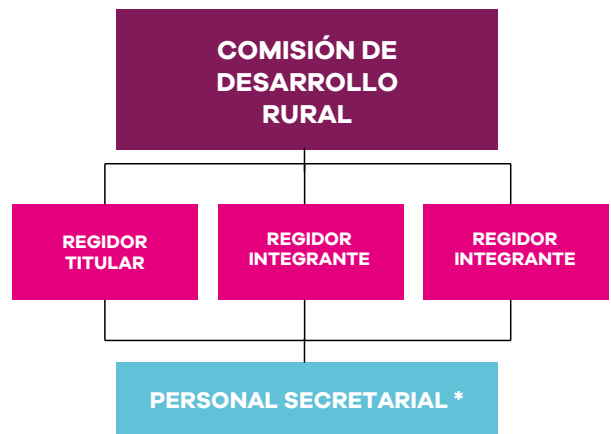 COMISIÓN DE
DESARROLLO
RURAL
REGIDOR
TITULAR
REGIDOR
INTEGRANTE
REGIDOR
INTEGRANTE
PERSONAL SECRETARIAL *